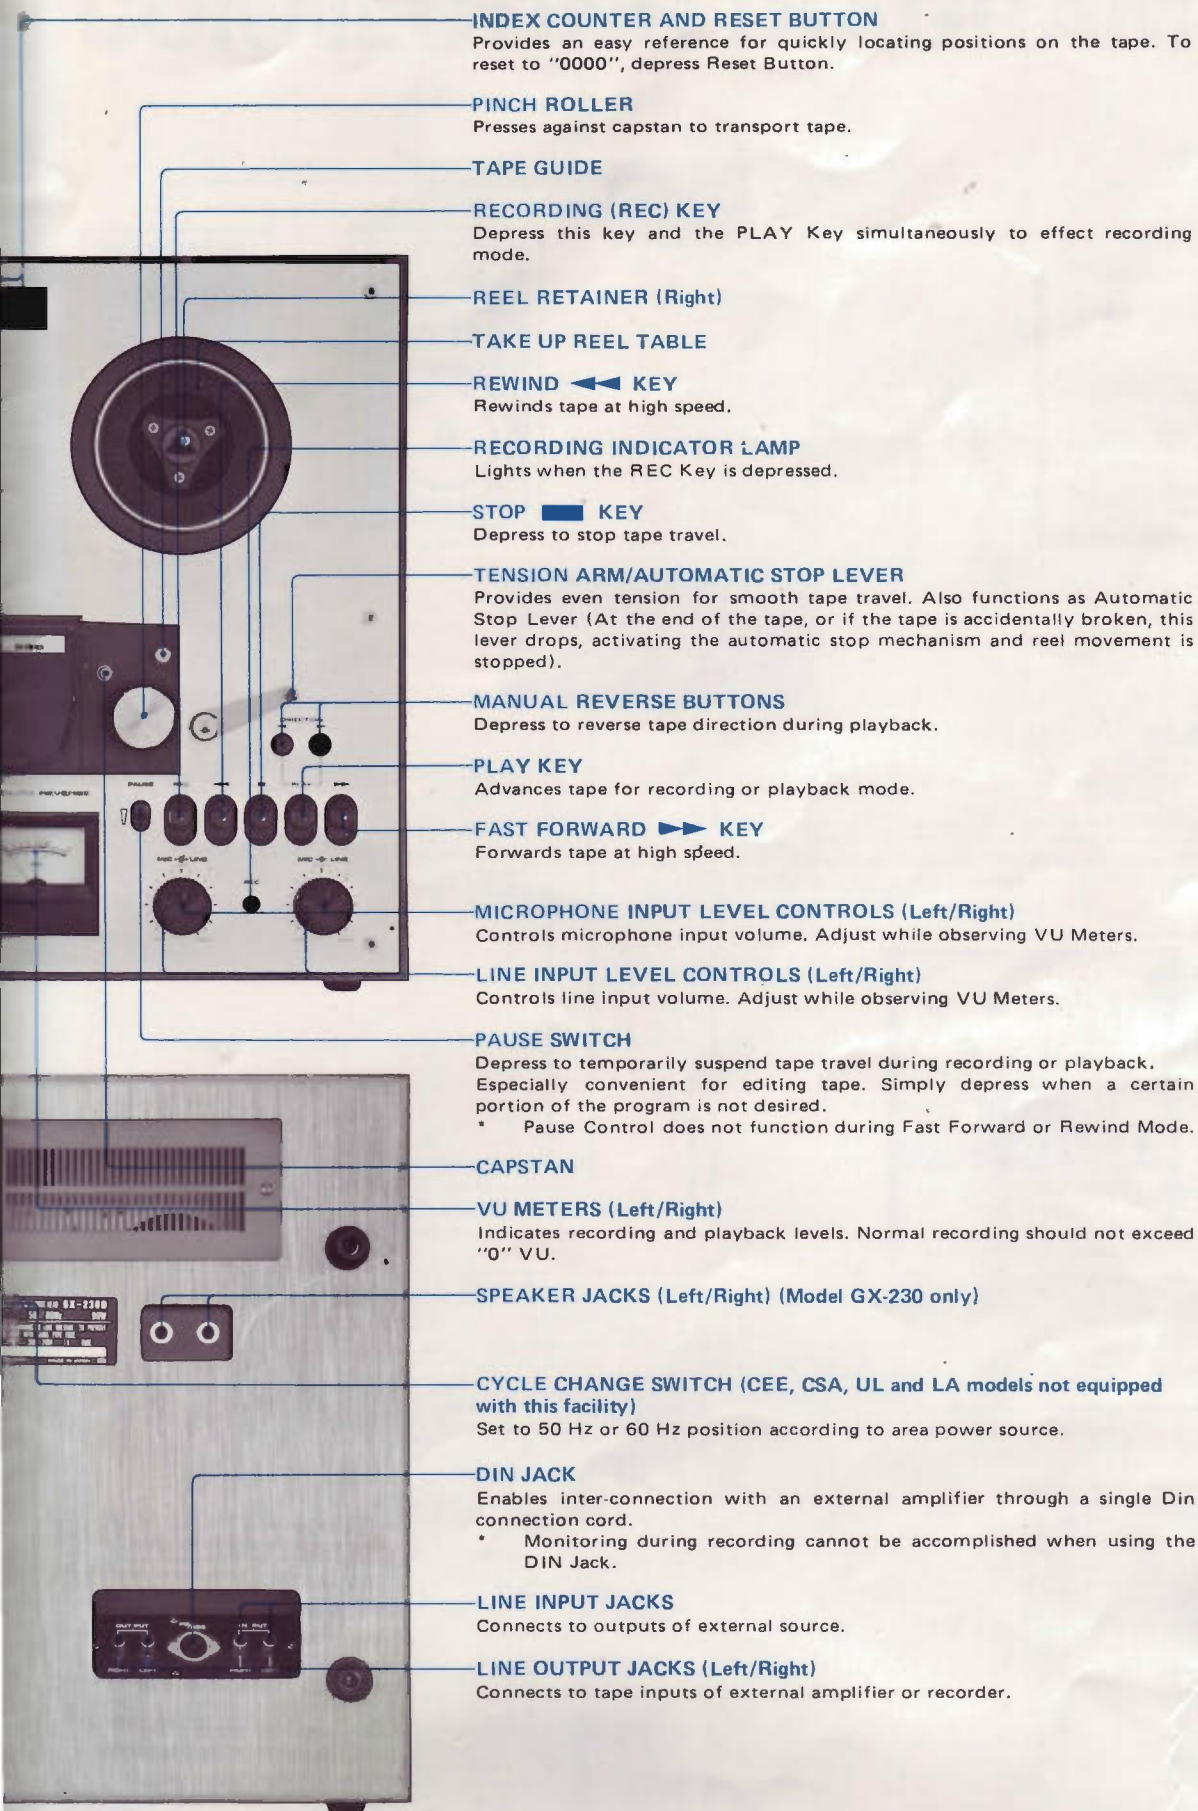 INDEX COUNTER AND RESET BUTTON
Provides an easy reference for quickly locating positions on the tape. To
reset to "0000", depress Reset Button.
PINCH ROLLER
Presses against capstan to transport tape.
TAPE GUIDE
RECORDING (REC) KEY
Depress this key and the PLAY Key simultaneously to effect recording
mode.
REEL RETAINER (Right)
TAKE UP REEL TABLE
REWIND ◄◄ KEY
Rewinds tape at high speed.
RECORDING INDICATOR LAMP
Lights when the REC Key is depressed.
STOP ■ KEY
Depress to stop tape travel.
TENSION ARM/AUTOMATIC STOP LEVER
Provides even tension for smooth tape travel. Also functions as Automatic
Stop Lever (At the end of the tape, or if the tape is accidentally broken, this
lever drops, activating the automatic stop mechanism and reel movement is
stopped).
MANUAL REVERSE BUTTONS
Depress to reverse tape direction during playback.
PLAY KEY
Advances tape for recording or playback mode.
FAST FORWARD ►► KEY
Forwards tape at high speed.
MICROPHONE INPUT LEVEL CONTROLS (Left/Right)
Controls microphone input volume. Adjust while observing VU Meters.
LINE INPUT LEVEL CONTROLS (Left/Right)
Controls line input volume. Adjust while observing VU Meters.
PAUSE SWITCH
Depress to temporarily suspend tape travel during recording or playback.
Especially convenient for editing tape. Simply depress when a certain
portion of the program is not desired.
* Pause Control does not function during Fast Forward or Rewind Mode.
CAPSTAN
VU METERS (Left/Right)
Indicates recording and playback levels. Normal recording should not exceed
"0" VU.
SPEAKER JACKS (Left/Right) (Model GX-230 only)
CYCLE CHANGE SWITCH (CEE, CSA, UL and LA models not equipped
with this facility)
Set to 50 Hz or 60 Hz position according to area power source.
DIN JACK
Enables inter-connection with an external amplifier through a single Din
connection cord.
* Monitoring during recording cannot be accomplished when using the
DIN Jack.
LINE INPUT JACKS
Connects to outputs of external source.
LINE OUTPUT JACKS (Left/Right)
Connects to tape inputs of external amplifier or recorder.
PAUSE
REVERSE
MIC LINE
REC
MIC LINE
GX-230D
OUT PUT
IN PUT
RIGHT LEFT
RIGHT